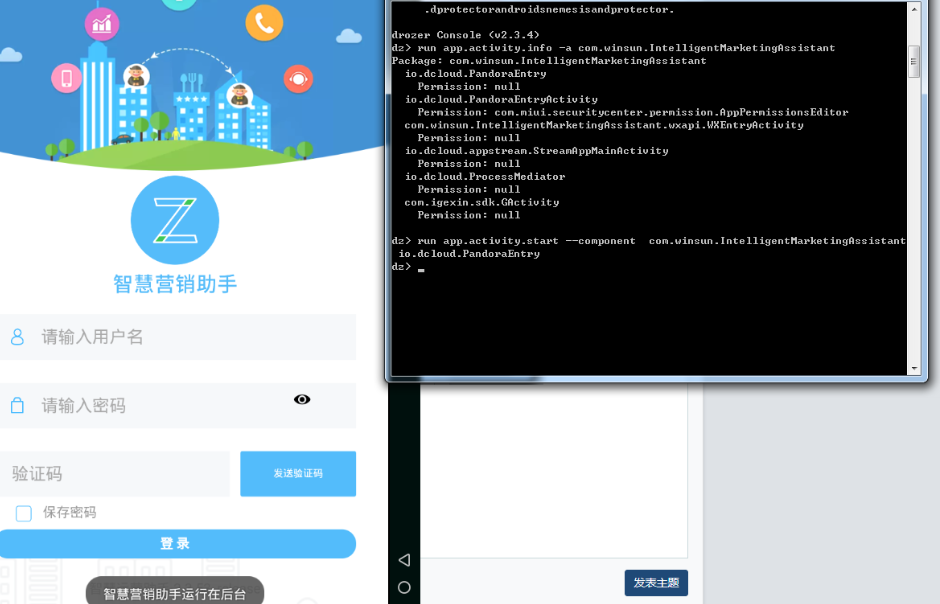 .dprotectorandroidsnemesisandprotector.
drozer Console (v2.3.4)
dz> run app.activity.info -a com.winsun.IntelligentMarketingAssistant
Package: com.winsun.IntelligentMarketingAssistant
io.dcloud.PandoraEntry
Permission: null
io.dcloud.PandoraEntryActivity
Permission: com.miui.securitycenter.permission.AppPermissionsEditor
com.winsun.IntelligentMarketingAssistant.wxapi.WXEntryActivity
Permission: null
io.dcloud.appstream.StreamAppMainActivity
Permission: null
io.dcloud.ProcessMediator
Permission: null
com.igexin.sdk.GActivity
Permission: null
dz> run app.activity.start --component  com.winsun.IntelligentMarketingAssistant
io.dcloud.PandoraEntry
dz> _
智慧营销助手
请输入用户名
请输入密码
验证码
发送验证码
保存密码
登录
智慧营销助手运行在后台
发表主题